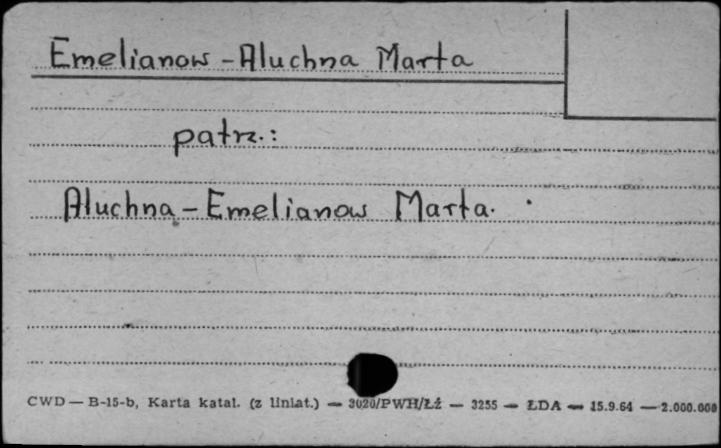 Emelianow - Aluchna Marta
patrz.:
Aluchna - Emelianow Marta.
CWD — B-15-b, Karta katal. (z liniat.) — 3020/PWH/Łź — 3255 — ŁDA — 15.9.64 — 2.000.000